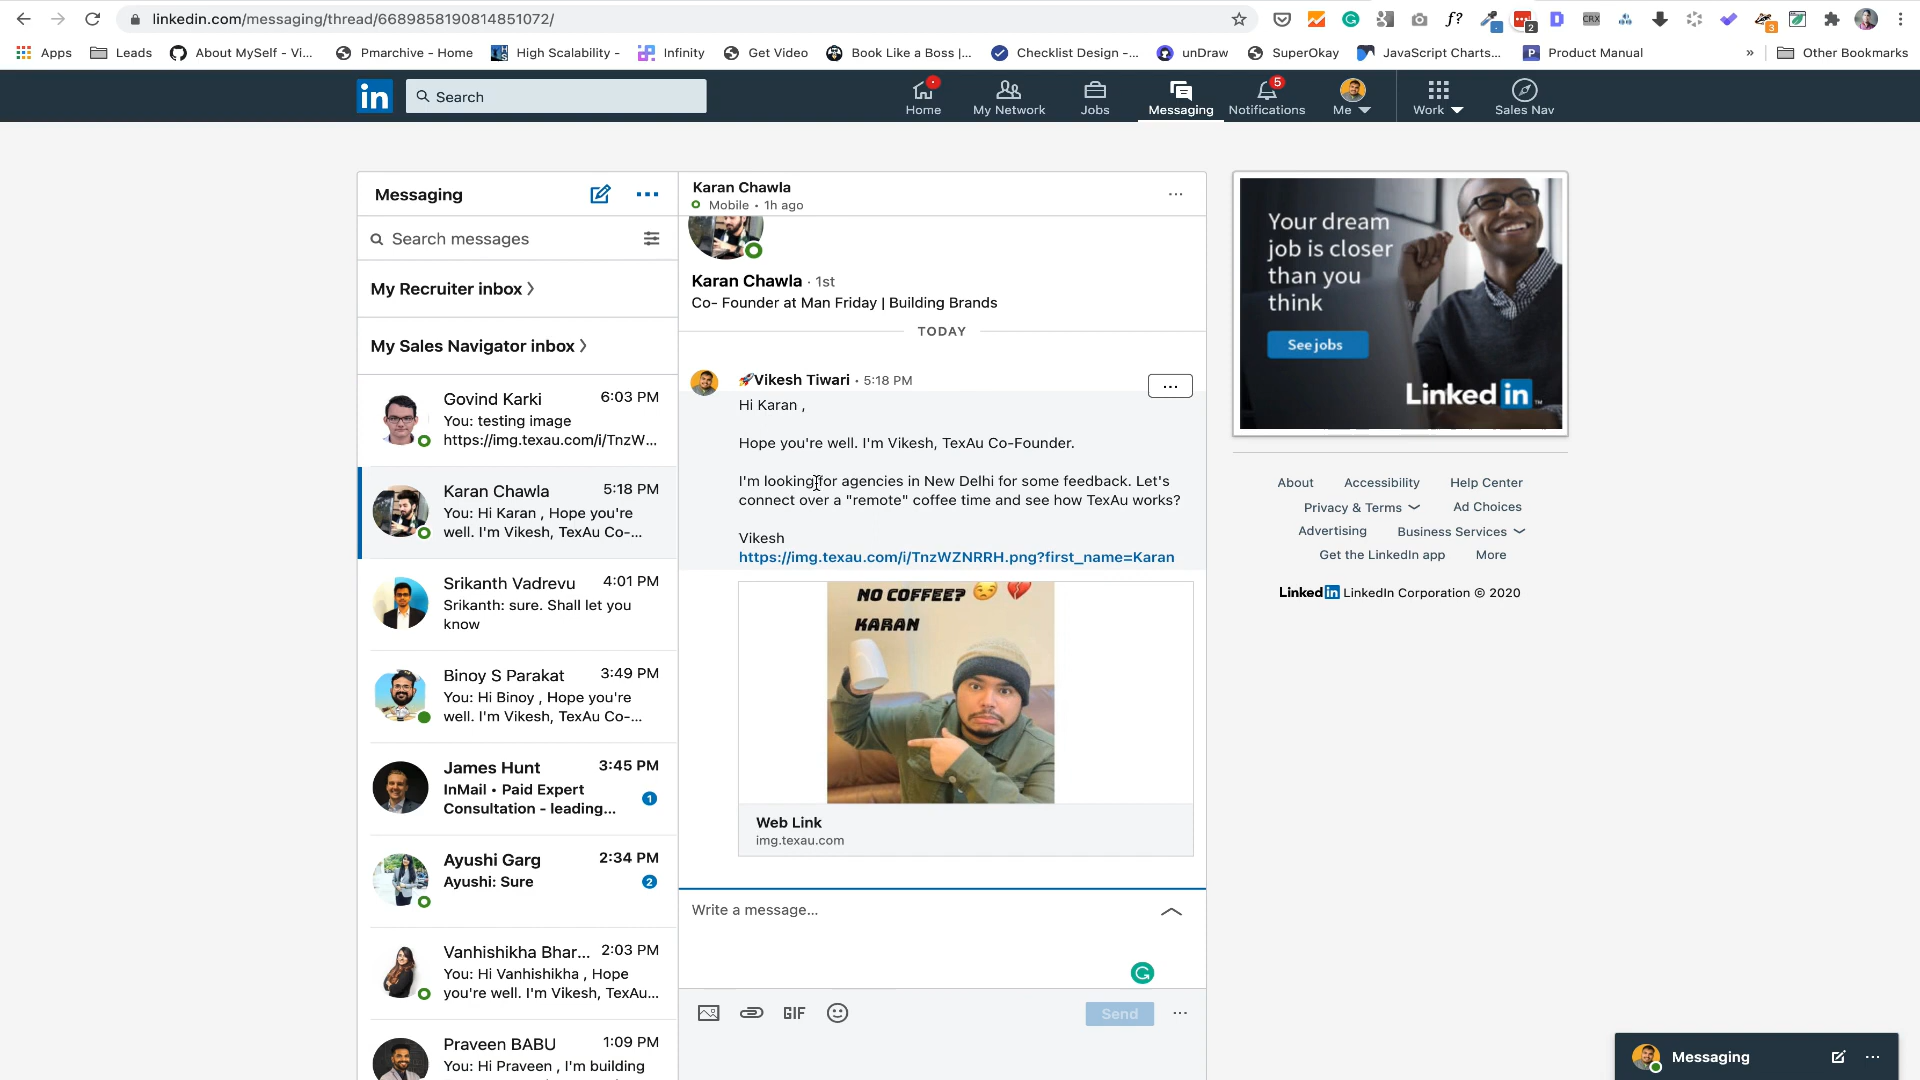 linkedin.com/messaging/thread/6689858190814851072/
f?
2
CRX
3
Apps
Leads
About MySelf - Vi...
Pmarchive - Home
High Scalability -
Infinity
Get Video
Book Like a Boss |...
Checklist Design -...
unDraw
SuperOkay
JavaScript Charts...
Product Manual
»
Other Bookmarks
in
Search
Home
My Network
Jobs
Messaging
5
Notifications
Me
Work
Sales Nav
Messaging
Search messages
My Recruiter inbox
My Sales Navigator inbox
Govind Karki 6:03 PM
You: testing image
https://img.texau.com/i/TnzW...
Karan Chawla 5:18 PM
You: Hi Karan , Hope you're
well. I'm Vikesh, TexAu Co-...
Srikanth Vadrevu 4:01 PM
Srikanth: sure. Shall let you
know
Binoy S Parakat 3:49 PM
You: Hi Binoy , Hope you're
well. I'm Vikesh, TexAu Co-...
James Hunt 3:45 PM
InMail • Paid Expert
Consultation - leading... 1
Ayushi Garg 2:34 PM
Ayushi: Sure 2
Vanhishikha Bhar... 2:03 PM
You: Hi Vanhishikha , Hope
you're well. I'm Vikesh, TexAu...
Praveen BABU 1:09 PM
You: Hi Praveen , I'm building
Karan Chawla
Mobile • 1h ago
Karan Chawla · 1st
Co- Founder at Man Friday | Building Brands
TODAY
🚀Vikesh Tiwari • 5:18 PM
Hi Karan ,
Hope you're well. I'm Vikesh, TexAu Co-Founder.
I'm looking for agencies in New Delhi for some feedback. Let's
connect over a "remote" coffee time and see how TexAu works?
Vikesh
https://img.texau.com/i/TnzWZNRRH.png?first_name=Karan
NO COFFEE? 😒 💔
KARAN
Web Link
img.texau.com
Write a message...
GIF
Send
Your dream
job is closer
than you
think
See jobs
Linked in
About Accessibility Help Center
Privacy & Terms Ad Choices
Advertising Business Services
Get the LinkedIn app More
Linked in LinkedIn Corporation © 2020
Messaging